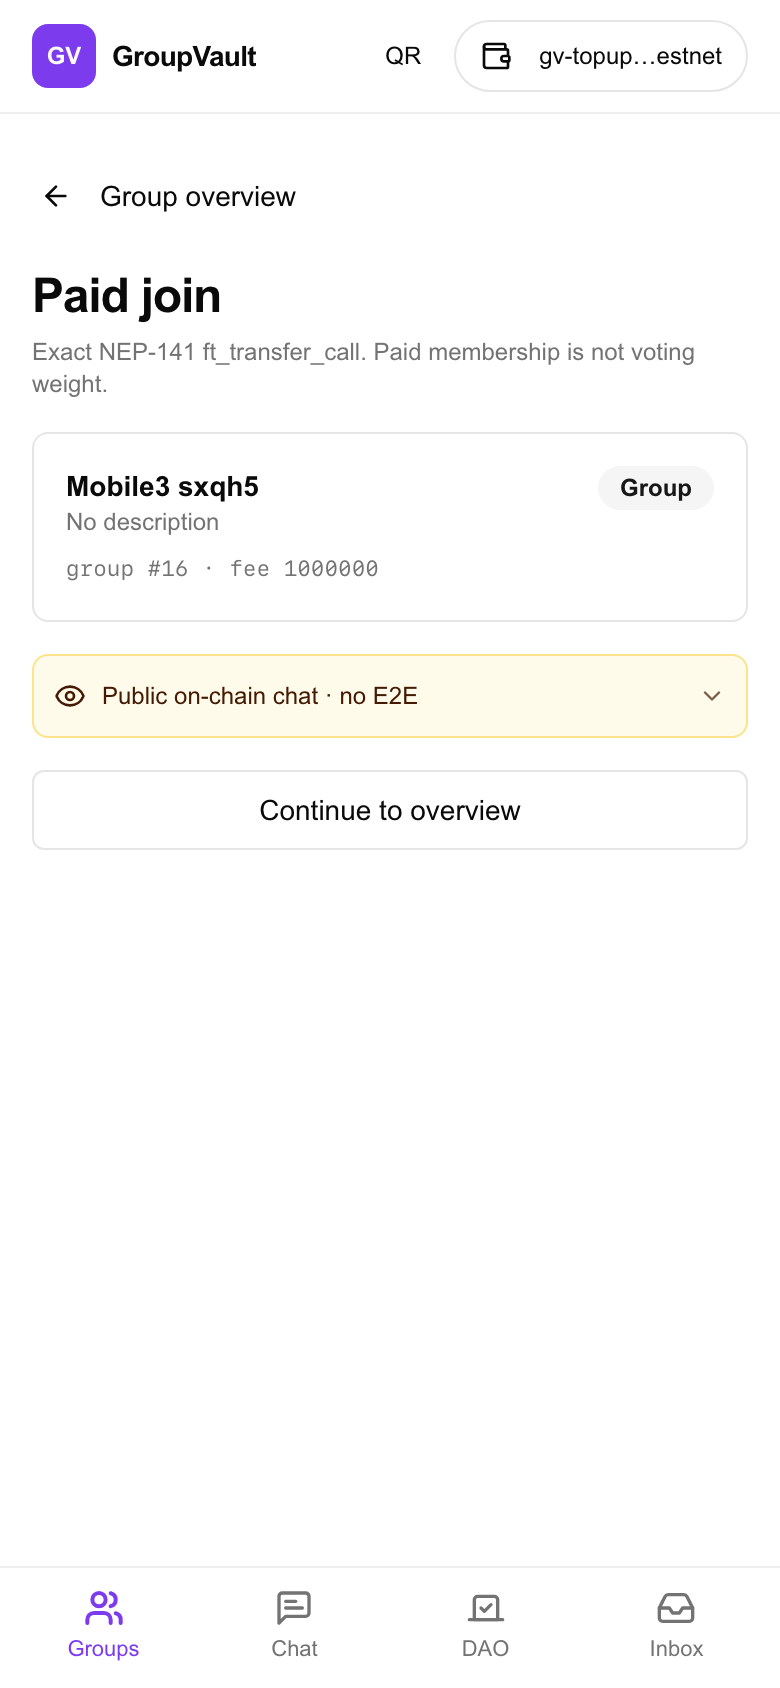 GV GroupVault QR gv-topup…estnet
Group overview
Paid join
Exact NEP-141 ft_transfer_call. Paid membership is not voting
weight.
Mobile3 sxqh5 Group
No description
group #16 · fee 1000000
Public on-chain chat · no E2E
Continue to overview
Groups Chat DAO Inbox